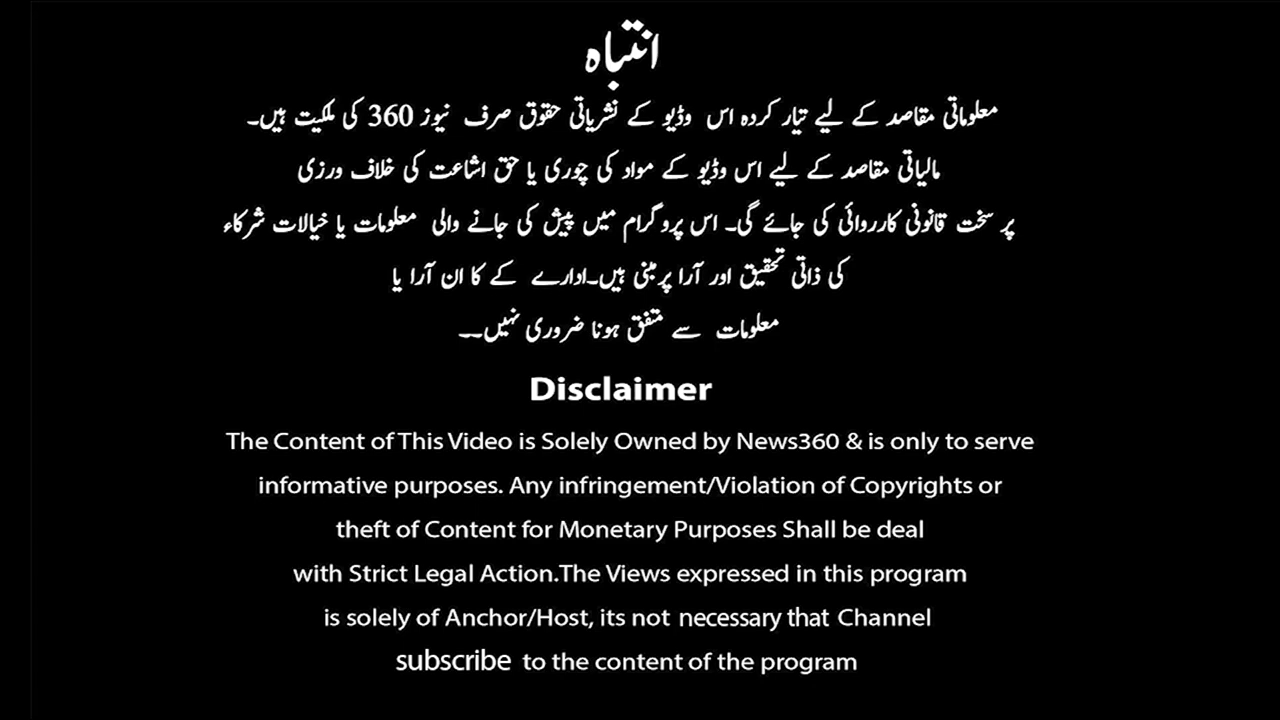 انتباہ
معلوماتی مقاصد کے لیے تیار کردہ اس وڈیو کے نشریاتی حقوق صرف نیوز 360 کی ملکیت ہیں۔
مالیاتی مقاصد کے لیے اس وڈیو کے مواد کی چوری یا حق اشاعت کی خلاف ورزی
پر سخت قانونی کارروائی کی جائے گی۔ اس پروگرام میں پیش کی جانے والی معلومات یا خیالات شرکاء
کی ذاتی تحقیق اور آرا پر مبنی ہیں۔ادارے کے کا ان آرا یا
معلومات سے متفق ہونا ضروری نہیں۔۔
Disclaimer
The Content of This Video is Solely Owned by News360 & is only to serve
informative purposes. Any infringement/Violation of Copyrights or
theft of Content for Monetary Purposes Shall be deal
with Strict Legal Action.The Views expressed in this program
is solely of Anchor/Host, its not necessary that Channel
subscribe to the content of the program